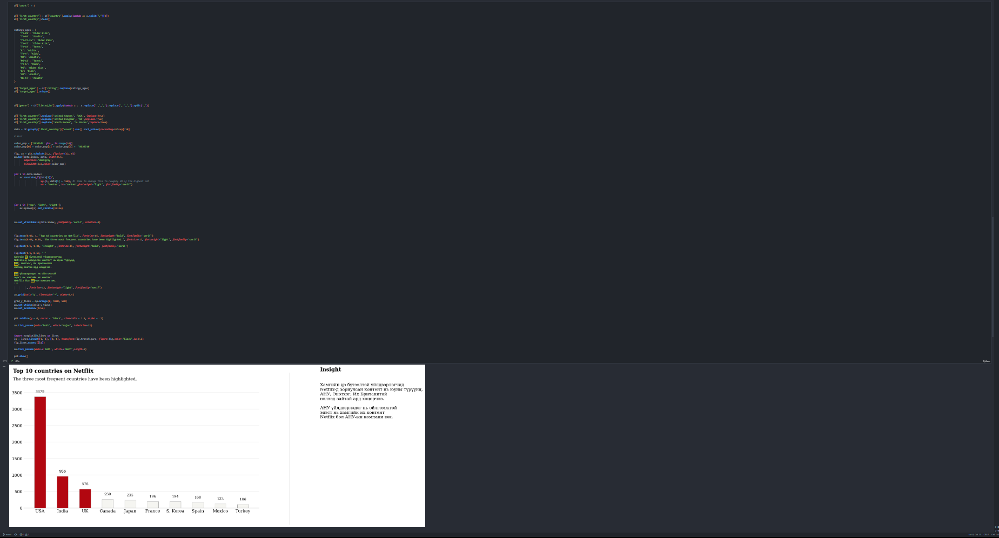 df['count'] = 1
df['first_country'] = df['country'].apply(lambda x: x.split(",")[0])
df['first_country'].head()
ratings_ages = {
'TV-PG': 'Older Kids',
'TV-MA': 'Adults',
'TV-Y7-FV': 'Older Kids',
'TV-Y7': 'Older Kids',
'TV-14': 'Teens',
'R': 'Adults',
'TV-Y': 'Kids',
'NR': 'Adults',
'PG-13': 'Teens',
'TV-G': 'Kids',
'PG': 'Older Kids',
'G': 'Kids',
'UR': 'Adults',
'NC-17': 'Adults'
}
df['target_ages'] = df['rating'].replace(ratings_ages)
df['target_ages'].unique()
df['genre'] = df['listed_in'].apply(lambda x : x.replace(' ,',',').replace(', ',',').split(','))
df['first_country'].replace('United States', 'USA', inplace=True)
df['first_country'].replace('United Kingdom', 'UK',inplace=True)
df['first_country'].replace('South Korea', 'S. Korea',inplace=True)
data = df.groupby('first_country')['count'].sum().sort_values(ascending=False)[:10]
# Plot
color_map = ['#f5f5f1' for _ in range(10)]
color_map[0] = color_map[1] = color_map[2] = '#b20710'
fig, ax = plt.subplots(1,1, figsize=(12, 6))
ax.bar(data.index, data, width=0.5,
edgecolor='darkgray',
linewidth=0.6,color=color_map)
for i in data.index:
ax.annotate(f"{data[i]}",
xy=(i, data[i] + 150), #i like to change this to roughly 5% of the highest cat
va = 'center', ha='center',fontweight='light', fontfamily='serif')
for s in ['top', 'left', 'right']:
ax.spines[s].set_visible(False)
ax.set_xticklabels(data.index, fontfamily='serif', rotation=0)
fig.text(0.09, 1, 'Top 10 countries on Netflix', fontsize=15, fontweight='bold', fontfamily='serif')
fig.text(0.09, 0.95, 'The three most frequent countries have been highlighted.', fontsize=12, fontweight='light', fontfamily='serif')
fig.text(1.1, 1.01, 'Insight', fontsize=15, fontweight='bold', fontfamily='serif')
fig.text(1.1, 0.67, '''
Хамгийн үр бүтээлтэй үйлдвэрлэгчид
Netflix-д зориулсан контент нь юуны түрүүнд,
АНУ, Энэтхэг, Их Британитай
нэлээд зайтай ард хоцорчээ.
АНУ үйлдвэрлэдэг нь ойлгомжтой
эцэст нь хамгийн их контент
Netflix бол АНУ-ын компани юм.
'''
, fontsize=12, fontweight='light', fontfamily='serif')
ax.grid(axis='y', linestyle='-', alpha=0.4)
grid_y_ticks = np.arange(0, 4000, 500)
ax.set_yticks(grid_y_ticks)
ax.set_axisbelow(True)
plt.axhline(y = 0, color = 'black', linewidth = 1.3, alpha = .7)
ax.tick_params(axis='both', which='major', labelsize=12)
import matplotlib.lines as lines
l1 = lines.Line2D([1, 1], [0, 1], transform=fig.transFigure, figure=fig,color='black',lw=0.2)
fig.lines.extend([l1])
ax.tick_params(axis=u'both', which=u'both',length=0)
plt.show()
Python
Top 10 countries on Netflix
The three most frequent countries have been highlighted.
3500
3000
2500
2000
1500
1000
500
0
3379
956
576
259
235
196
194
168
123
106
USA India UK Canada Japan France S. Korea Spain Mexico Turkey
Insight
Хамгийн үр бүтээлтэй үйлдвэрлэгчид
Netflix-д зориулсан контент нь юуны түрүүнд,
АНУ, Энэтхэг, Их Британитай
нэлээд зайтай ард хоцорчээ.
АНУ үйлдвэрлэдэг нь ойлгомжтой
эцэст нь хамгийн их контент
Netflix бол АНУ-ын компани юм.